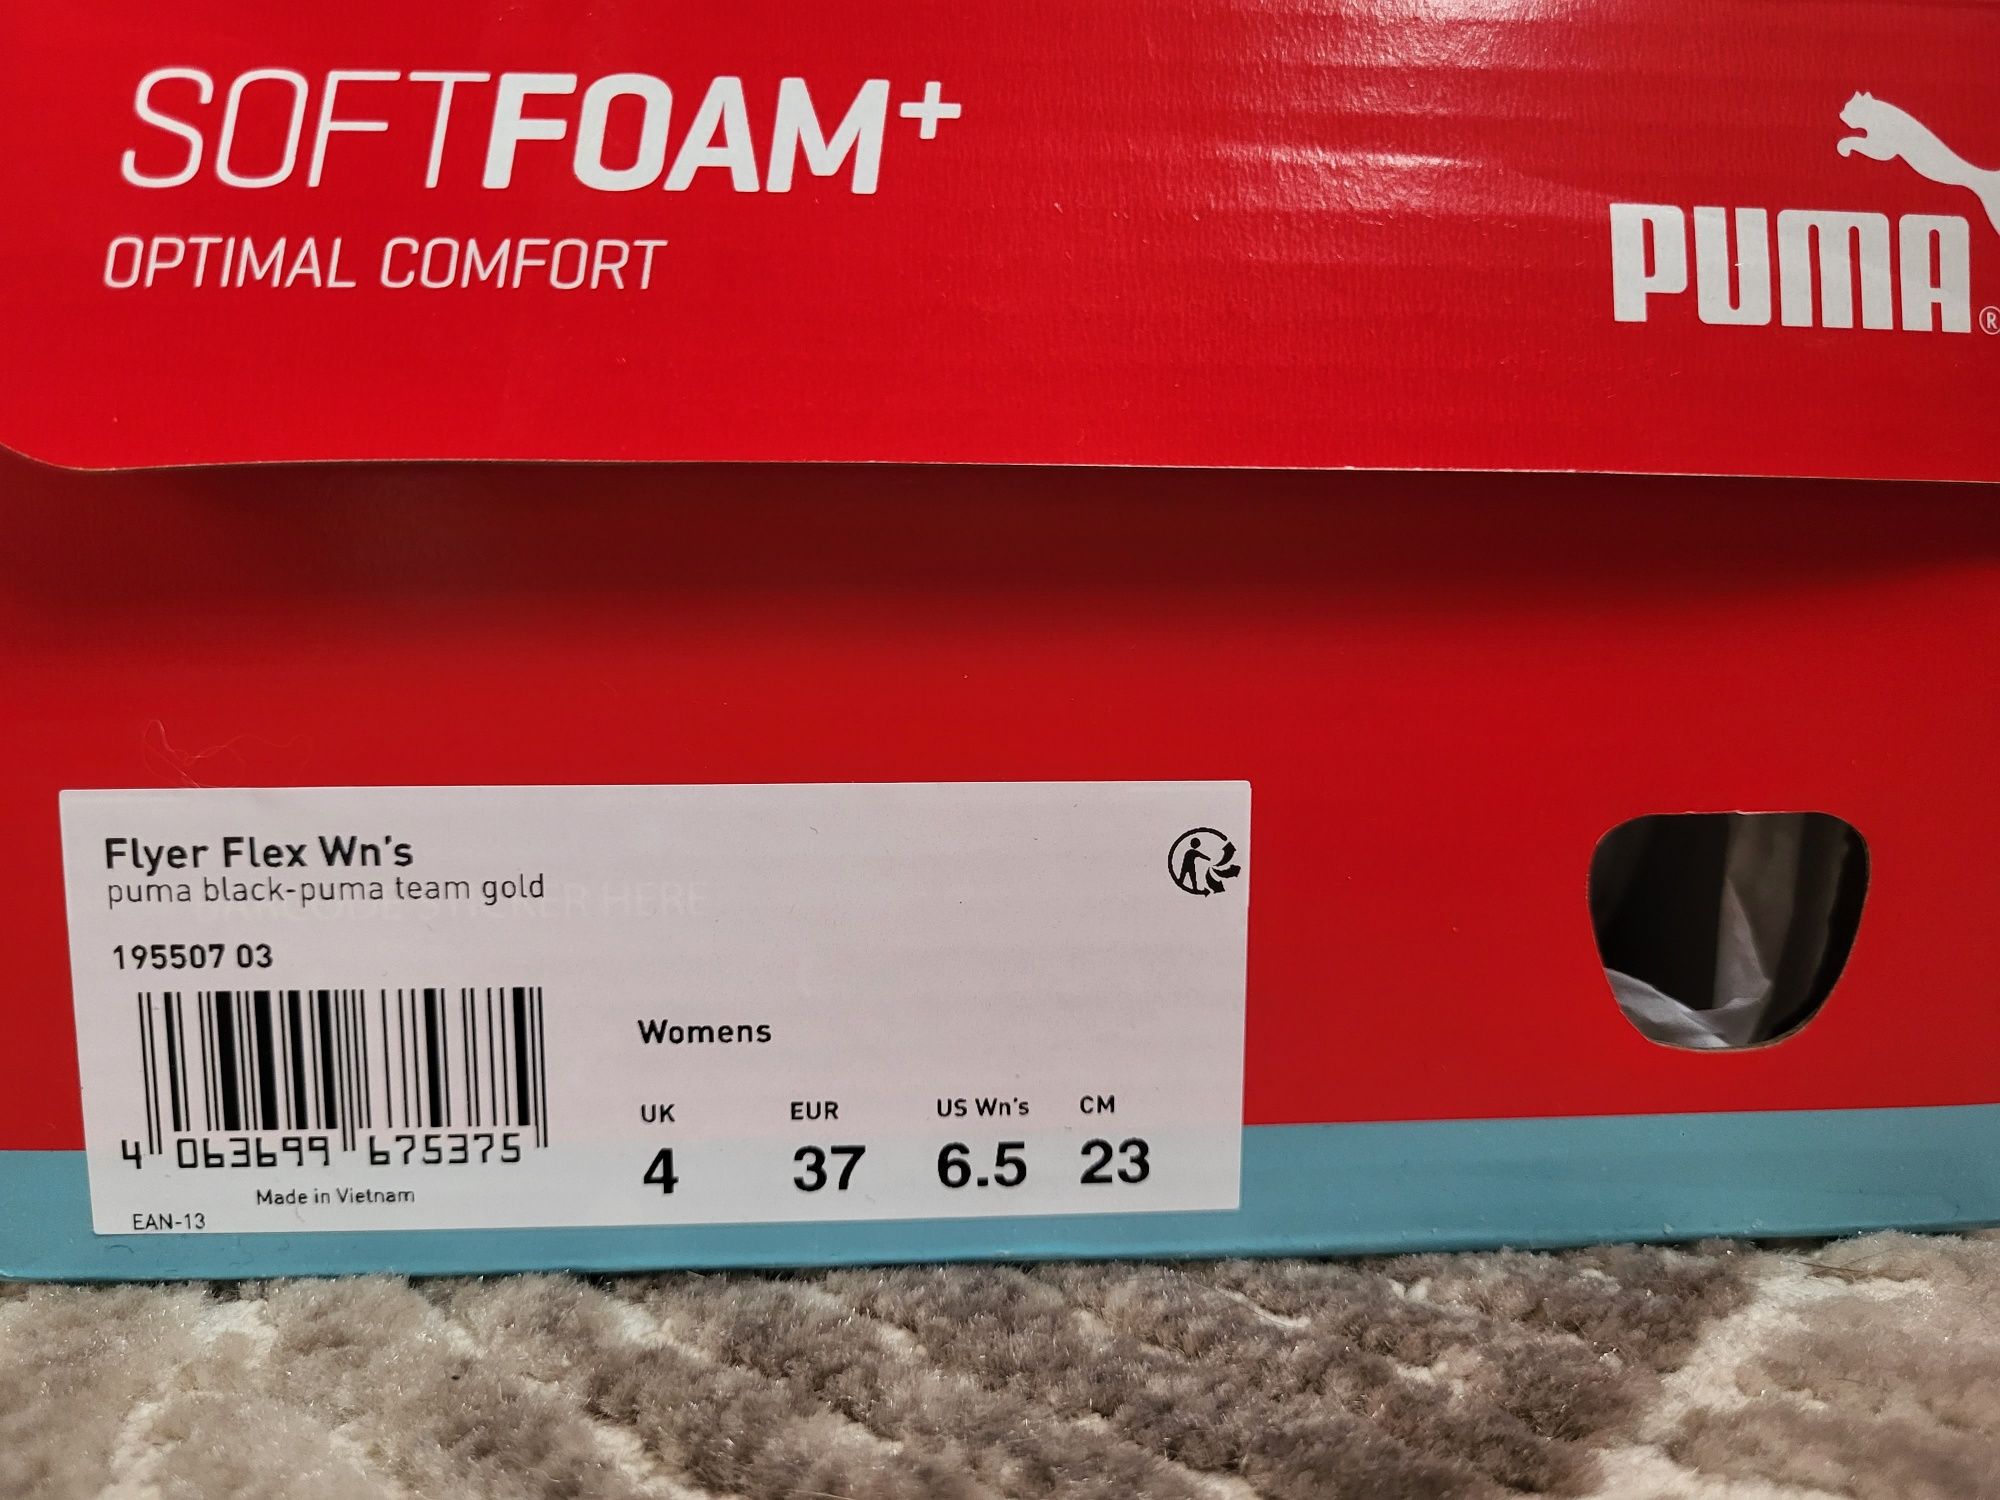 SOFTFOAM+
OPTIMAL COMFORT
PUMA®
Flyer Flex Wn's
puma black-puma team gold
195507 03
4 063699 675375
Made in Vietnam
EAN-13
Womens
UK EUR US Wn's CM
4 37 6.5 23